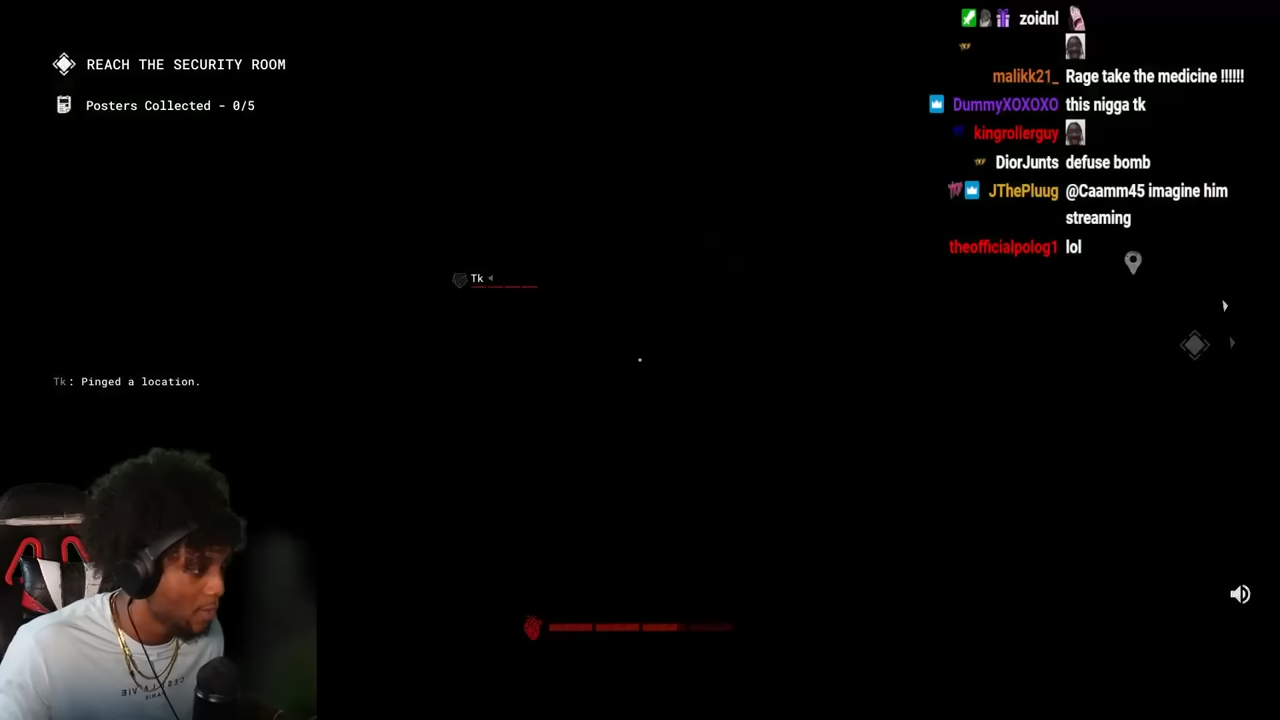 REACH THE SECURITY ROOM
Posters Collected - 0/5
Tk
Tk: Pinged a location.
zoidnl
malikk21_ Rage take the medicine !!!!!!
DummyXOXOXO this nigga tk
kingrollerguy
DiorJunts defuse bomb
JThePluug @Caamm45 imagine him
streaming
theofficialpolog1 lol